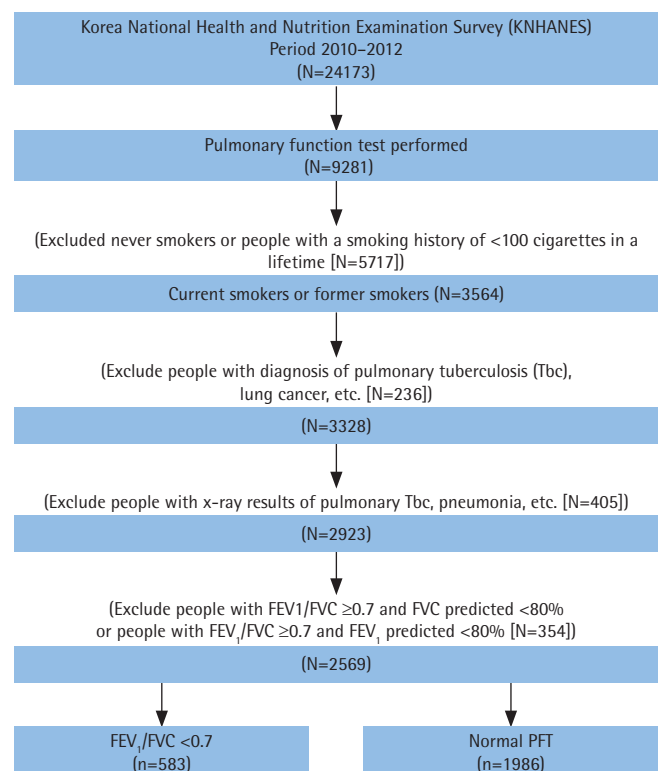 Korea National Health and Nutrition Examination Survey (KNHANES)
Period 2010–2012
(N=24173)
Pulmonary function test performed
(N=9281)
(Excluded never smokers or people with a smoking history of <100 cigarettes in a
lifetime [N=5717])
Current smokers or former smokers (N=3564)
(Exclude people with diagnosis of pulmonary tuberculosis (Tbc),
lung cancer, etc. [N=236])
(N=3328)
(Exclude people with x-ray results of pulmonary Tbc, pneumonia, etc. [N=405])
(N=2923)
(Exclude people with FEV1/FVC ≥0.7 and FVC predicted <80%
or people with FEV₁/FVC ≥0.7 and FEV₁ predicted <80% [N=354])
(N=2569)
FEV₁/FVC <0.7
(n=583)
Normal PFT
(n=1986)